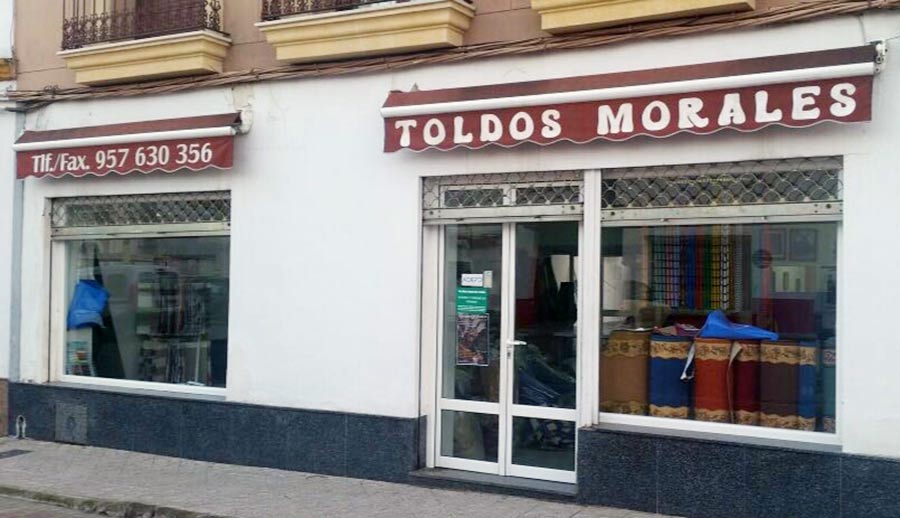 Tlf./Fax. 957 630 356
TOLDOS MORALES